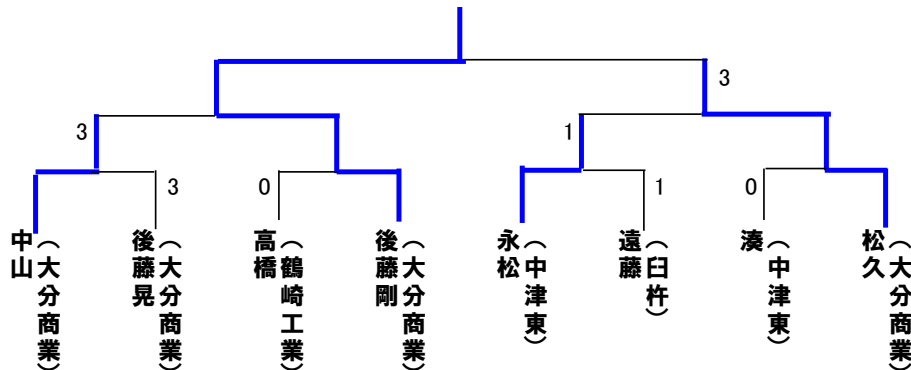 3
3
1
3
0
1
0
中山（大分商業）
後藤晃（大分商業）
高橋（鶴崎工業）
後藤剛（大分商業）
永松（中津東）
遠藤（臼杵）
湊（中津東）
松久（大分商業）